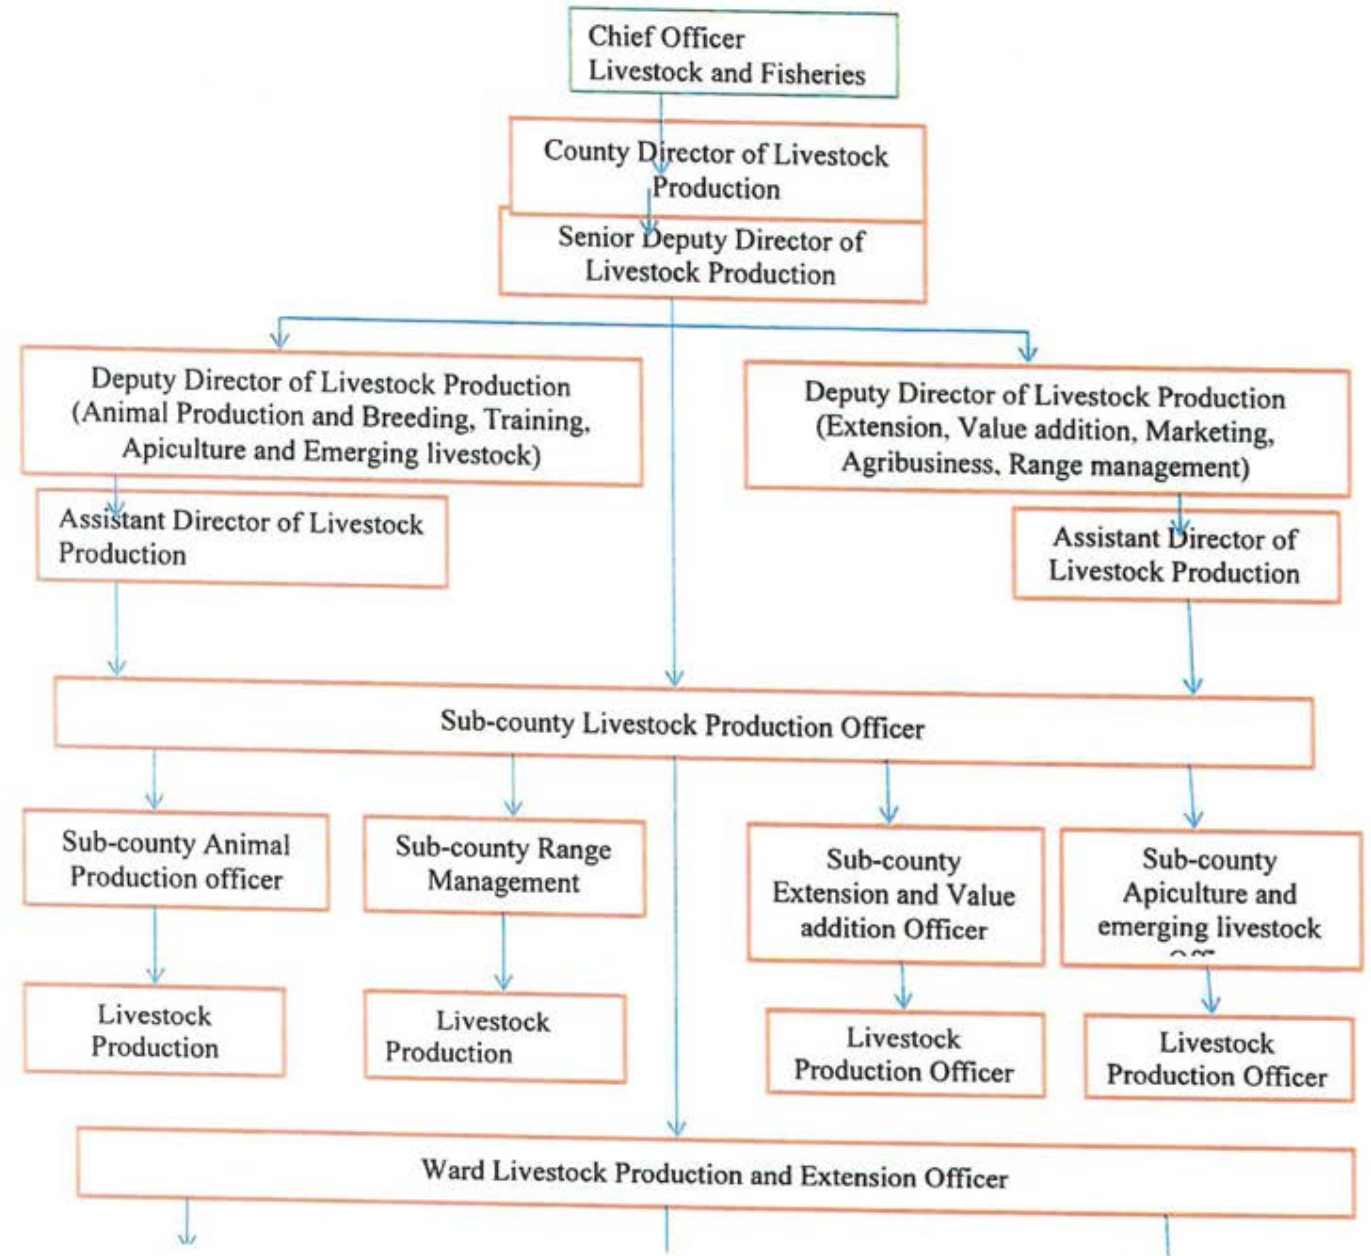 Chief Officer
Livestock and Fisheries
County Director of Livestock
Production
Senior Deputy Director of
Livestock Production
Deputy Director of Livestock Production
(Animal Production and Breeding, Training,
Apiculture and Emerging livestock)
Deputy Director of Livestock Production
(Extension, Value addition, Marketing,
Agribusiness, Range management)
Assistant Director of Livestock
Production
Assistant Director of
Livestock Production
Sub-county Livestock Production Officer
Sub-county Animal
Production officer
Sub-county Range
Management
Sub-county
Extension and Value
addition Officer
Sub-county
Apiculture and
emerging livestock
Livestock
Production
Livestock
Production
Livestock
Production Officer
Livestock
Production Officer
Ward Livestock Production and Extension Officer